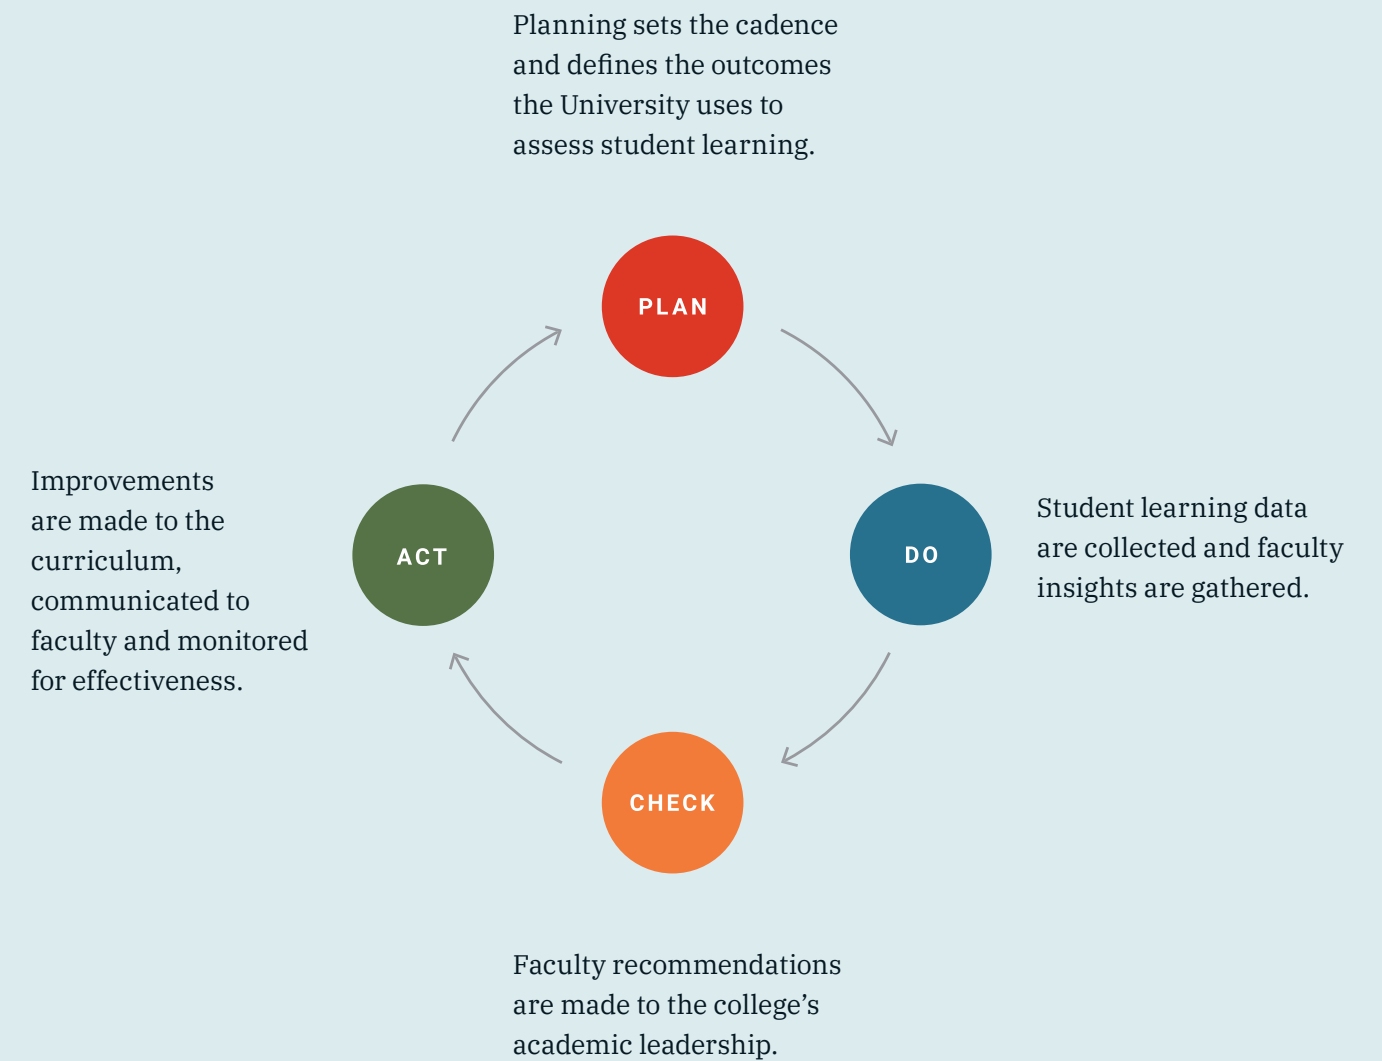 Planning sets the cadence
and defines the outcomes
the University uses to
assess student learning.
PLAN
Improvements
are made to the
curriculum,
communicated to
faculty and monitored
for effectiveness.
ACT
DO
Student learning data
are collected and faculty
insights are gathered.
CHECK
Faculty recommendations
are made to the college’s
academic leadership.